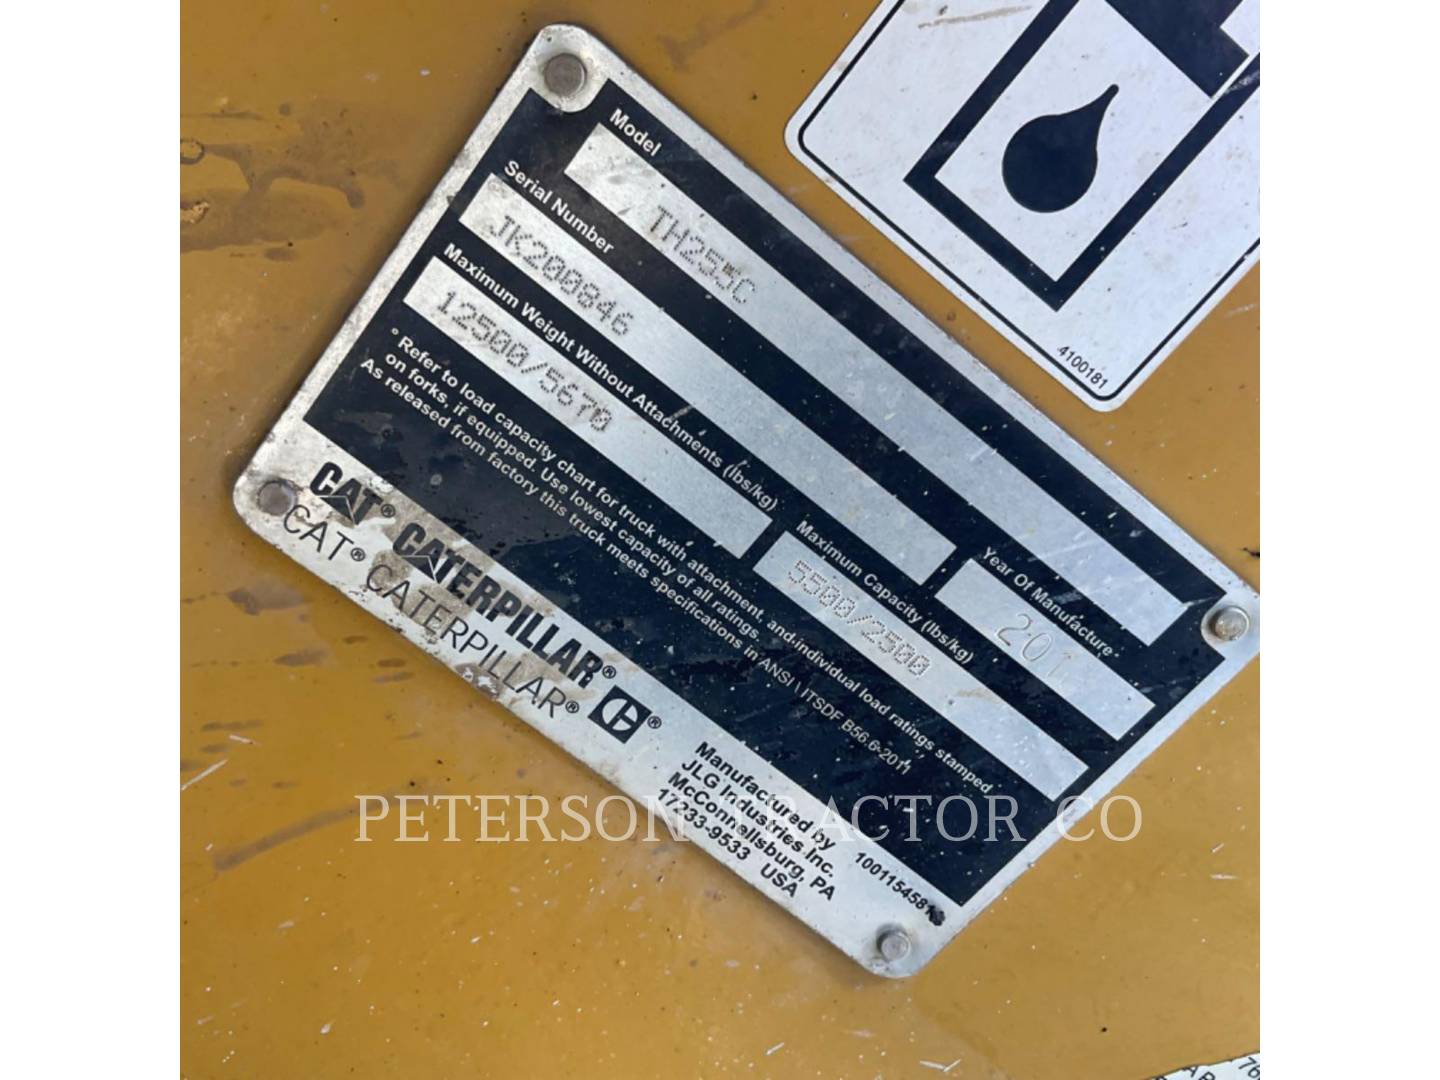 Model
TH255C
Serial Number
JK200846
Year Of Manufacture
Maximum Weight Without Attachments (lbs/kg)
12500/5670
Maximum Capacity (lbs/kg)
5500/2500
° Refer to load capacity chart for truck with attachment, and individual load ratings stamped
on forks, if equipped. Use lowest capacity of all ratings.
As released from factory this truck meets specifications in ANSI \ ITSDF B56.6-2011
CAT® CATERPILLAR®
CAT® CATERPILLAR® ®
Manufactured by
JLG Industries Inc.
McConnellsburg, PA
17233-9533 USA
4100181
PETERSON TRACTOR CO